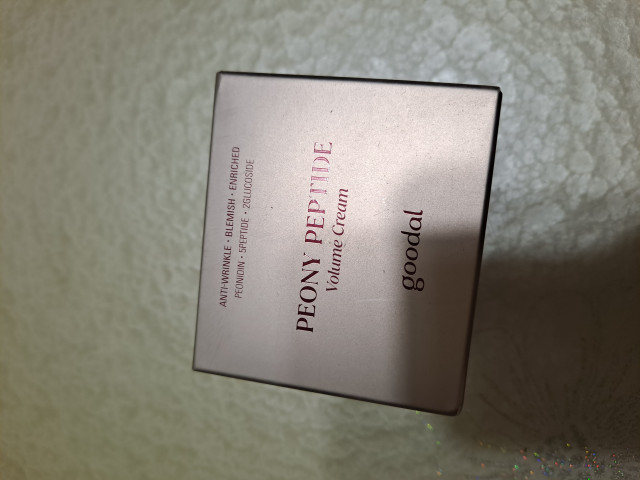 ANTI-WRINKLE • BLEMISH • ENRICHED
PEONIDIN • 5PEPTIDE • 2GLUCOSIDE
PEONY PEPTIDE
Volume Cream
goodal